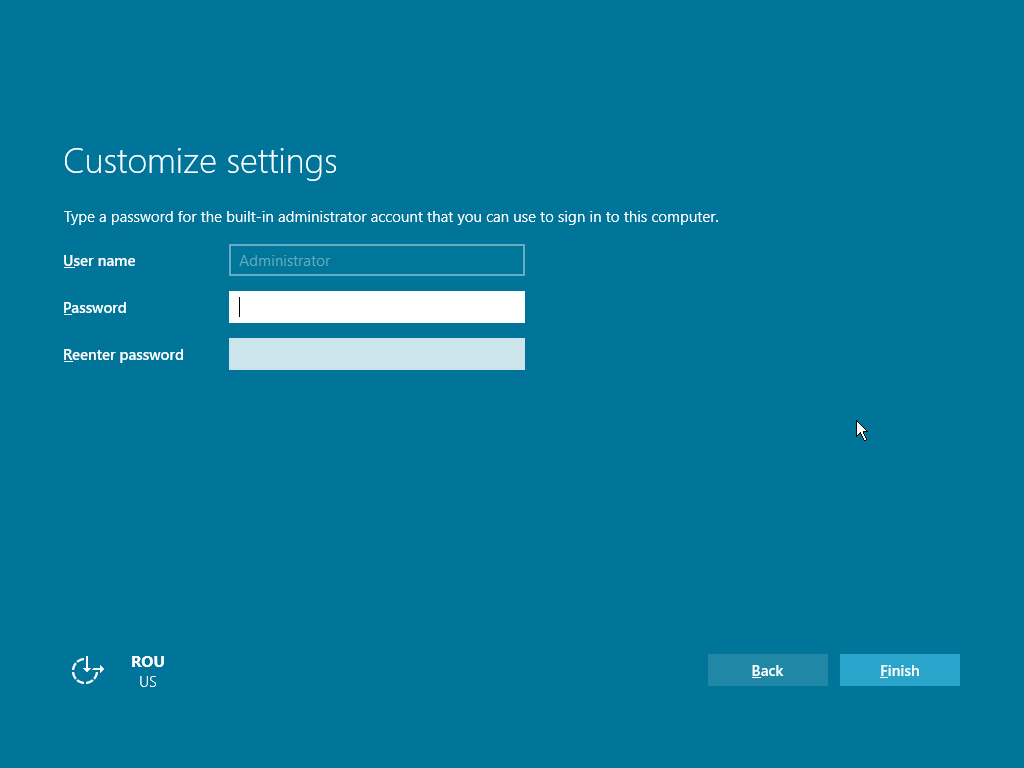 Customize settings
Type a password for the built-in administrator account that you can use to sign in to this computer.
User name
Administrator
Password
Reenter password
ROU
US
Back
Finish